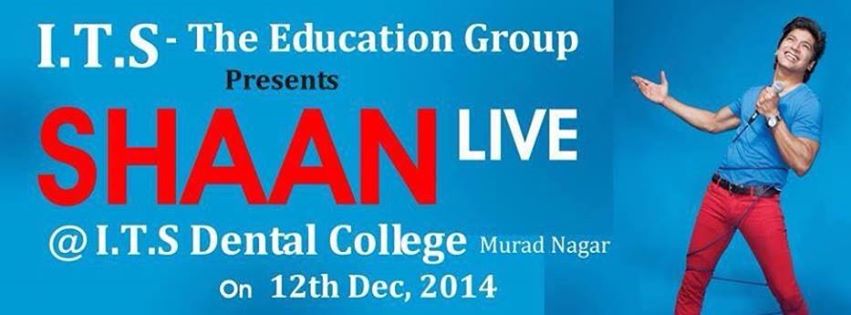 I.T.S - The Education Group
Presents
SHAAN LIVE
@ I.T.S Dental College Murad Nagar
On 12th Dec, 2014